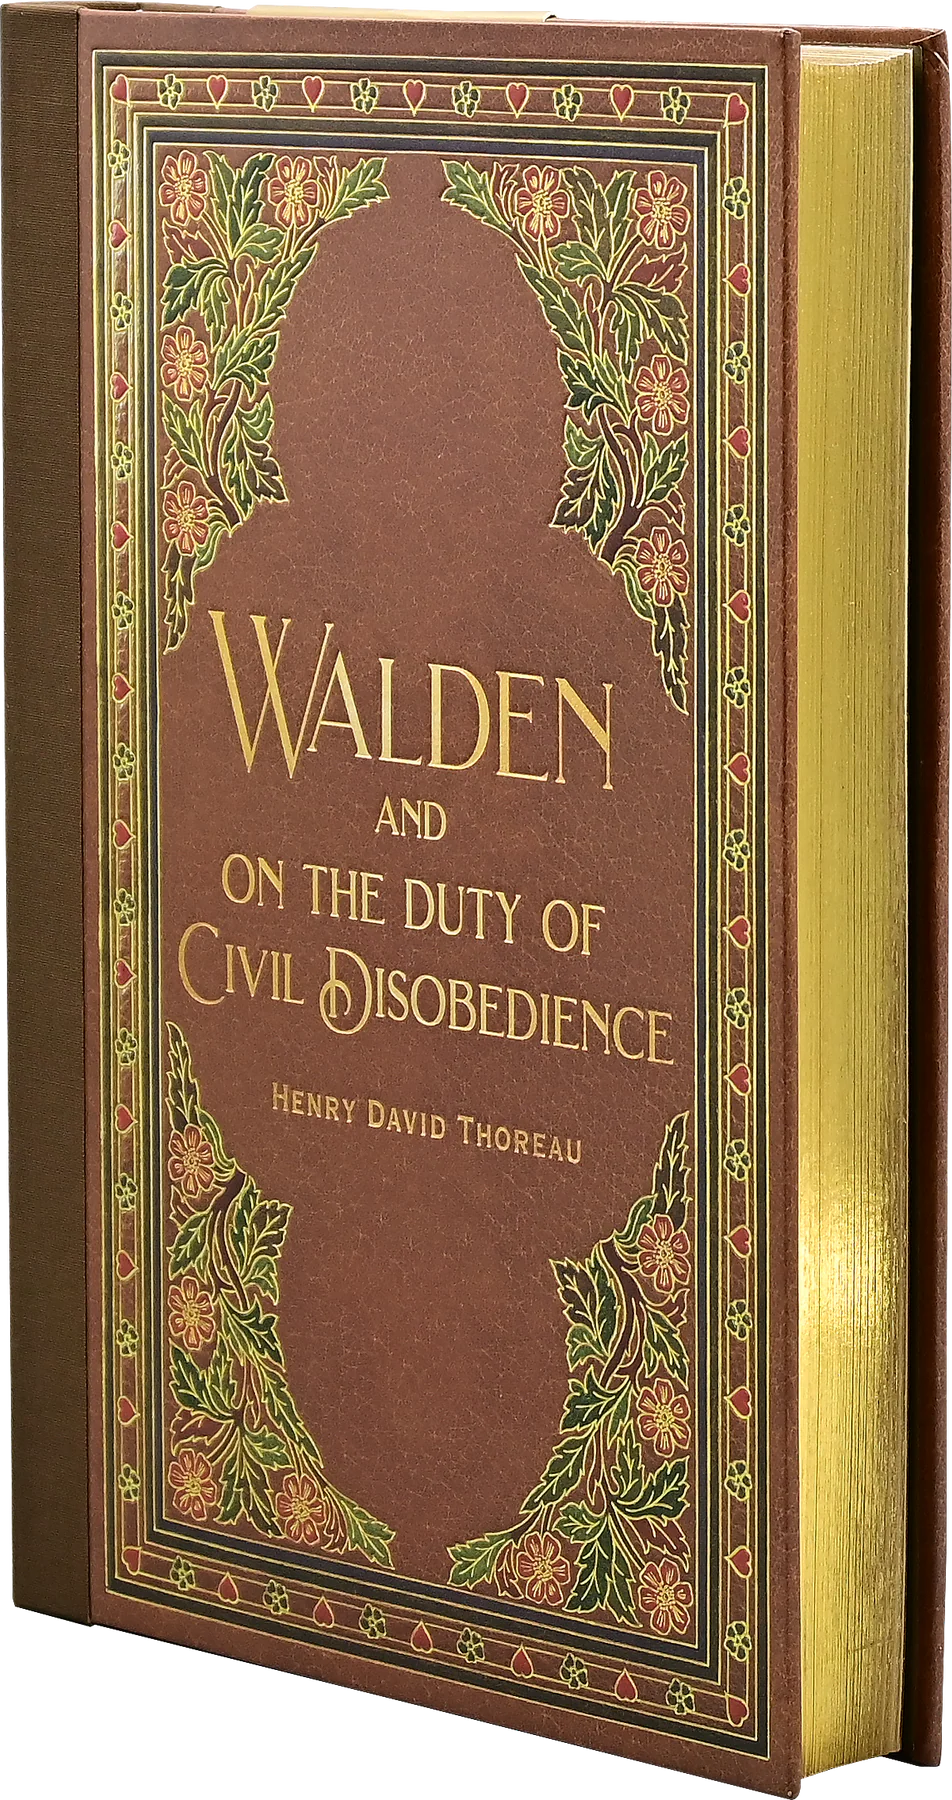 WALDEN
AND
ON THE DUTY OF
CIVIL DISOBEDIENCE
HENRY DAVID THOREAU